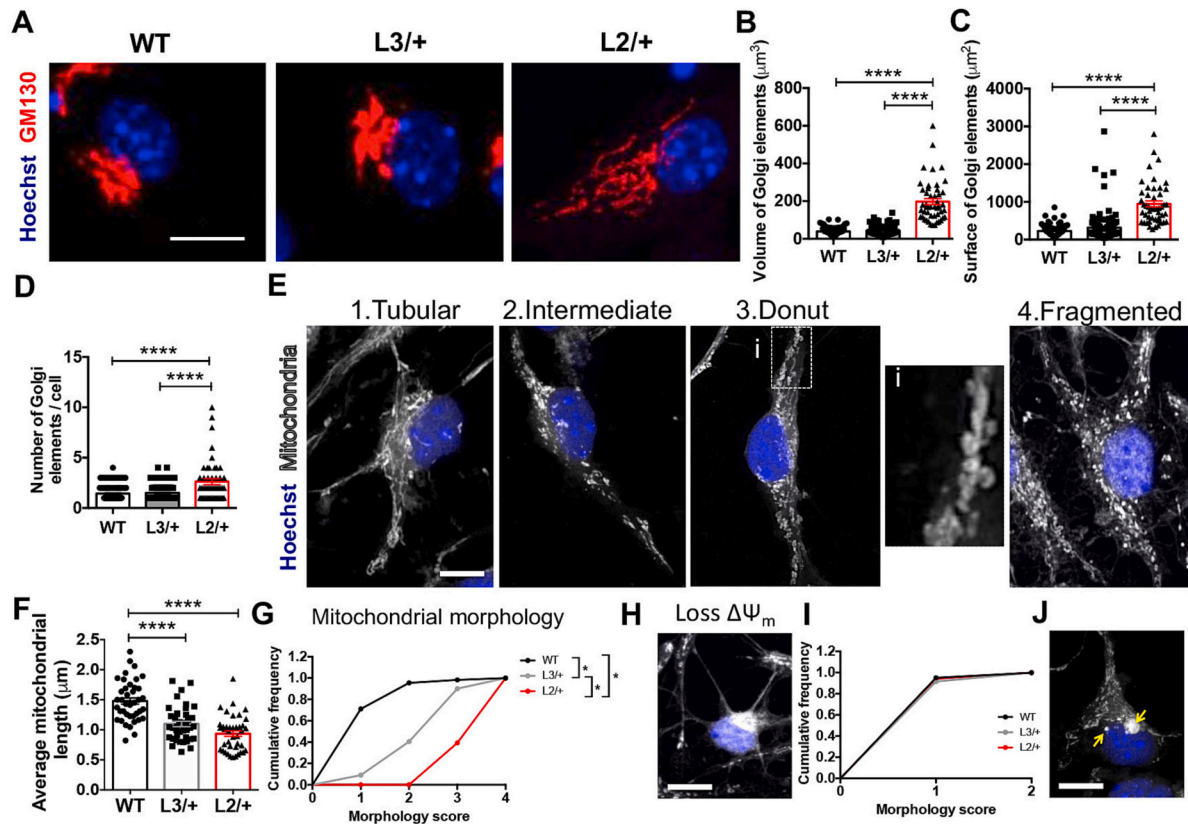 A
WT
L3/+
L2/+
Hoechst GM130
B
Volume of Golgi elements (μm³)
800
600
400
200
0
****
****
WT L3/+ L2/+
C
Surface of Golgi elements (μm²)
4000
3000
2000
1000
0
****
****
WT L3/+ L2/+
D
Number of Golgi
elements / cell
15
10
5
0
****
****
WT L3/+ L2/+
E
1.Tubular
2.Intermediate
3.Donut
4.Fragmented
Hoechst Mitochondria
i
i
F
Average mitochondrial
length (μm)
2.5
2.0
1.5
1.0
0.5
0.0
****
****
WT L3/+ L2/+
G
Mitochondrial morphology
Cumulative frequency
1.2
1.0
0.8
0.6
0.4
0.2
0.0
0 1 2 3 4
Morphology score
WT
L3/+
L2/+
*
*
*
H
Loss ΔΨm
I
Cumulative frequency
1.2
1.0
0.8
0.6
0.4
0.2
0.0
0 1 2
Morphology score
WT
L3/+
L2/+
J